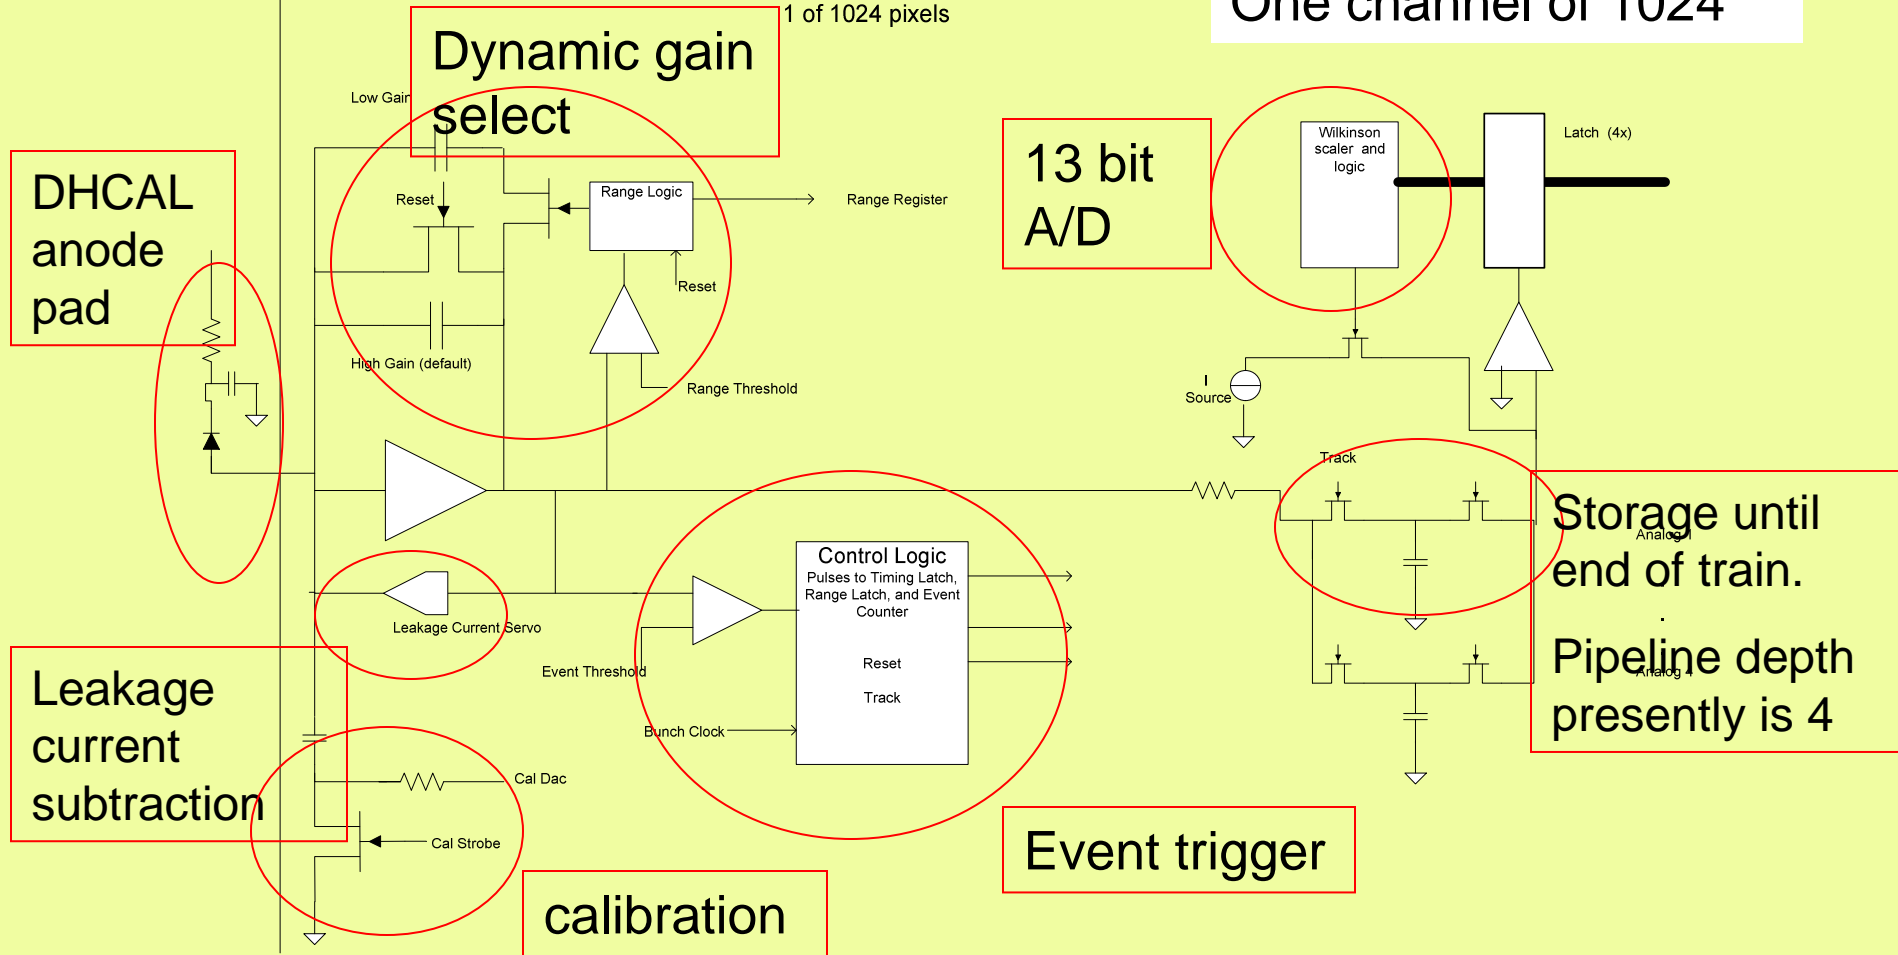 1 of 1024 pixels
One channel of 1024
Dynamic gain
select
Low Gain
DHCAL
anode
pad
Reset
Range Logic
Range Register
Reset
High Gain (default)
Range Threshold
13 bit
A/D
Wilkinson
scaler and
logic
Latch (4x)
I
Source
Track
Storage until
end of train.
Pipeline depth
presently is 4
Analog 1
.
.
Analog 4
Control Logic
Pulses to Timing Latch,
Range Latch, and Event
Counter
Reset
Track
Leakage Current Servo
Event Threshold
Bunch Clock
Leakage
current
subtraction
Cal Dac
Cal Strobe
Event trigger
calibration